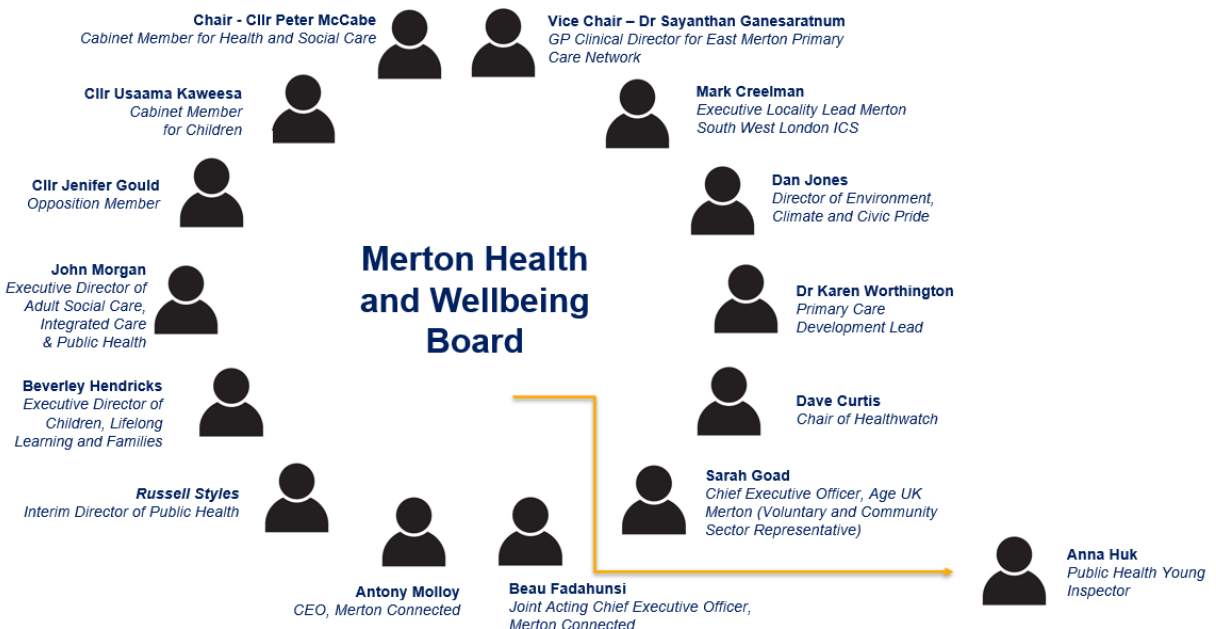 Chair - Cllr Peter McCabe
Cabinet Member for Health and Social Care
Vice Chair – Dr Sayanthan Ganesaratnum
GP Clinical Director for East Merton Primary
Care Network
Cllr Usaama Kaweesa
Cabinet Member
for Children
Mark Creelman
Executive Locality Lead Merton
South West London ICS
Cllr Jenifer Gould
Opposition Member
Dan Jones
Director of Environment,
Climate and Civic Pride
Merton Health
and Wellbeing
Board
John Morgan
Executive Director of
Adult Social Care,
Integrated Care
& Public Health
Dr Karen Worthington
Primary Care
Development Lead
Beverley Hendricks
Executive Director of
Children, Lifelong
Learning and Families
Dave Curtis
Chair of Healthwatch
Russell Styles
Interim Director of Public Health
Sarah Goad
Chief Executive Officer, Age UK
Merton (Voluntary and Community
Sector Representative)
Antony Molloy
CEO, Merton Connected
Beau Fadahunsi
Joint Acting Chief Executive Officer,
Merton Connected
Anna Huk
Public Health Young
Inspector